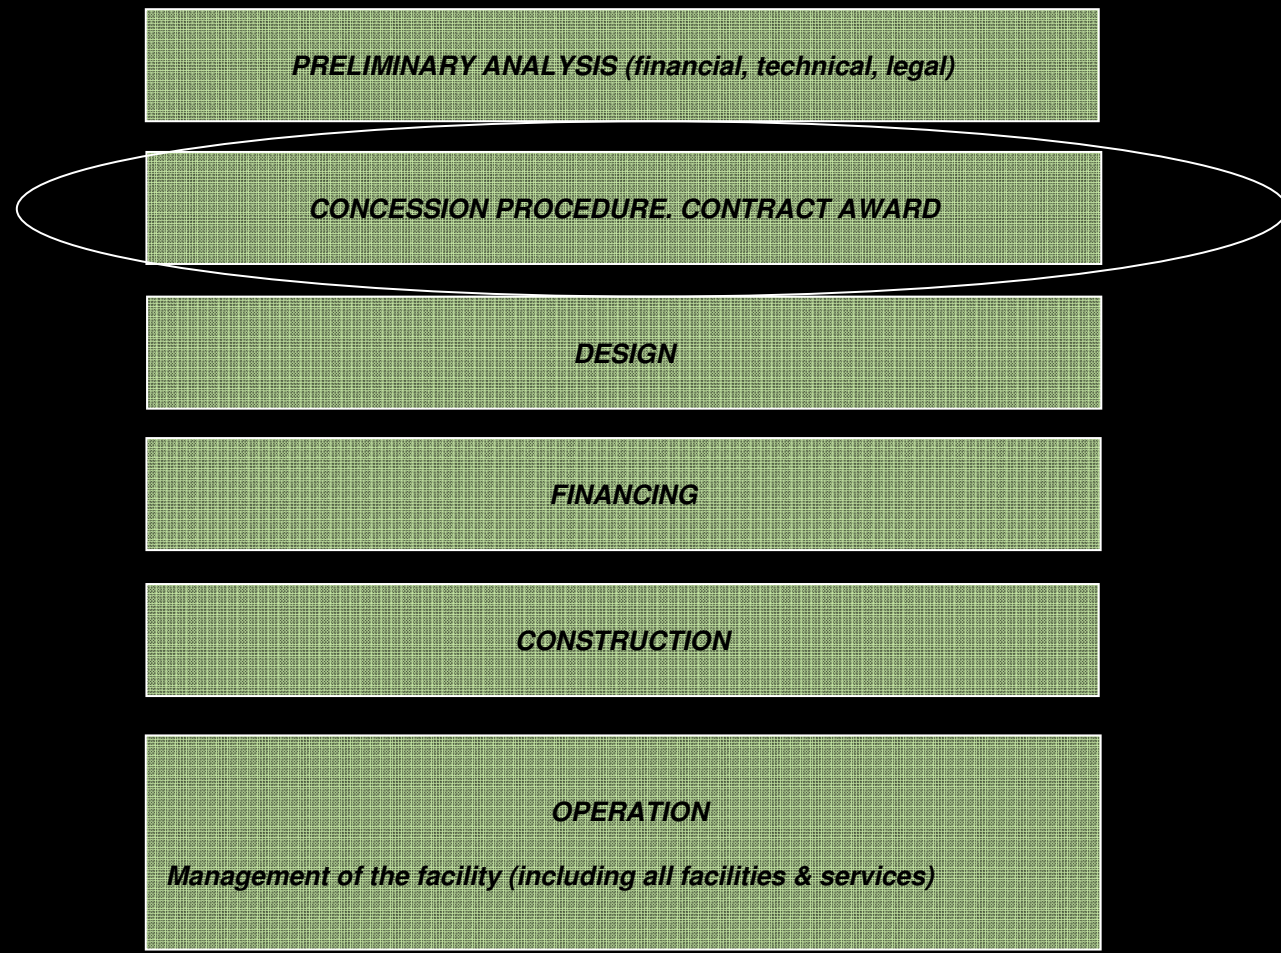 PRELIMINARY ANALYSIS (financial, technical, legal)
CONCESSION PROCEDURE. CONTRACT AWARD
DESIGN
FINANCING
CONSTRUCTION
OPERATION
Management of the facility (including all facilities & services)